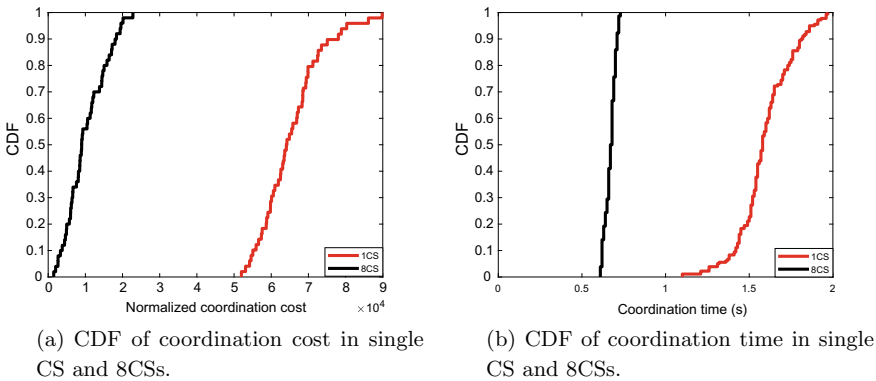 1
0.9
0.8
0.7
0.6
0.5
0.4
0.3
0.2
0.1
0
CDF
0 1 2 3 4 5 6 7 8 9
Normalized coordination cost ×10⁴
1CS
8CS
(a) CDF of coordination cost in single
CS and 8CSs.
1
0.9
0.8
0.7
0.6
0.5
0.4
0.3
0.2
0.1
0
CDF
0 0.5 1 1.5 2
Coordination time (s)
1CS
8CS
(b) CDF of coordination time in single
CS and 8CSs.